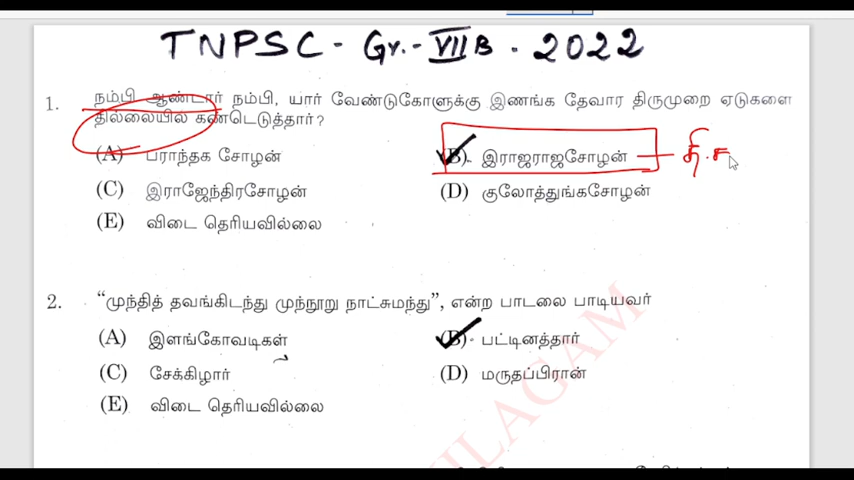 TNPSC - Gr.- VII B . 2022
1. நம்பி ஆண்டார் நம்பி, யார் வேண்டுகோளுக்கு இணங்க தேவார திருமுறை ஏடுகளை
தில்லையில் கண்டெடுத்தார்?
(A) பராந்தக சோழன் (B) இராஜராஜசோழன் — தி.ச
(C) இராஜேந்திரசோழன் (D) குலோத்துங்கசோழன்
(E) விடை தெரியவில்லை
2. “முந்தித் தவங்கிடந்து முந்நூறு நாட்சுமந்து”, என்ற பாடலை பாடியவர்
(A) இளங்கோவடிகள் (B) பட்டினத்தார்
(C) சேக்கிழார் (D) மருதப்பிரான்
(E) விடை தெரியவில்லை